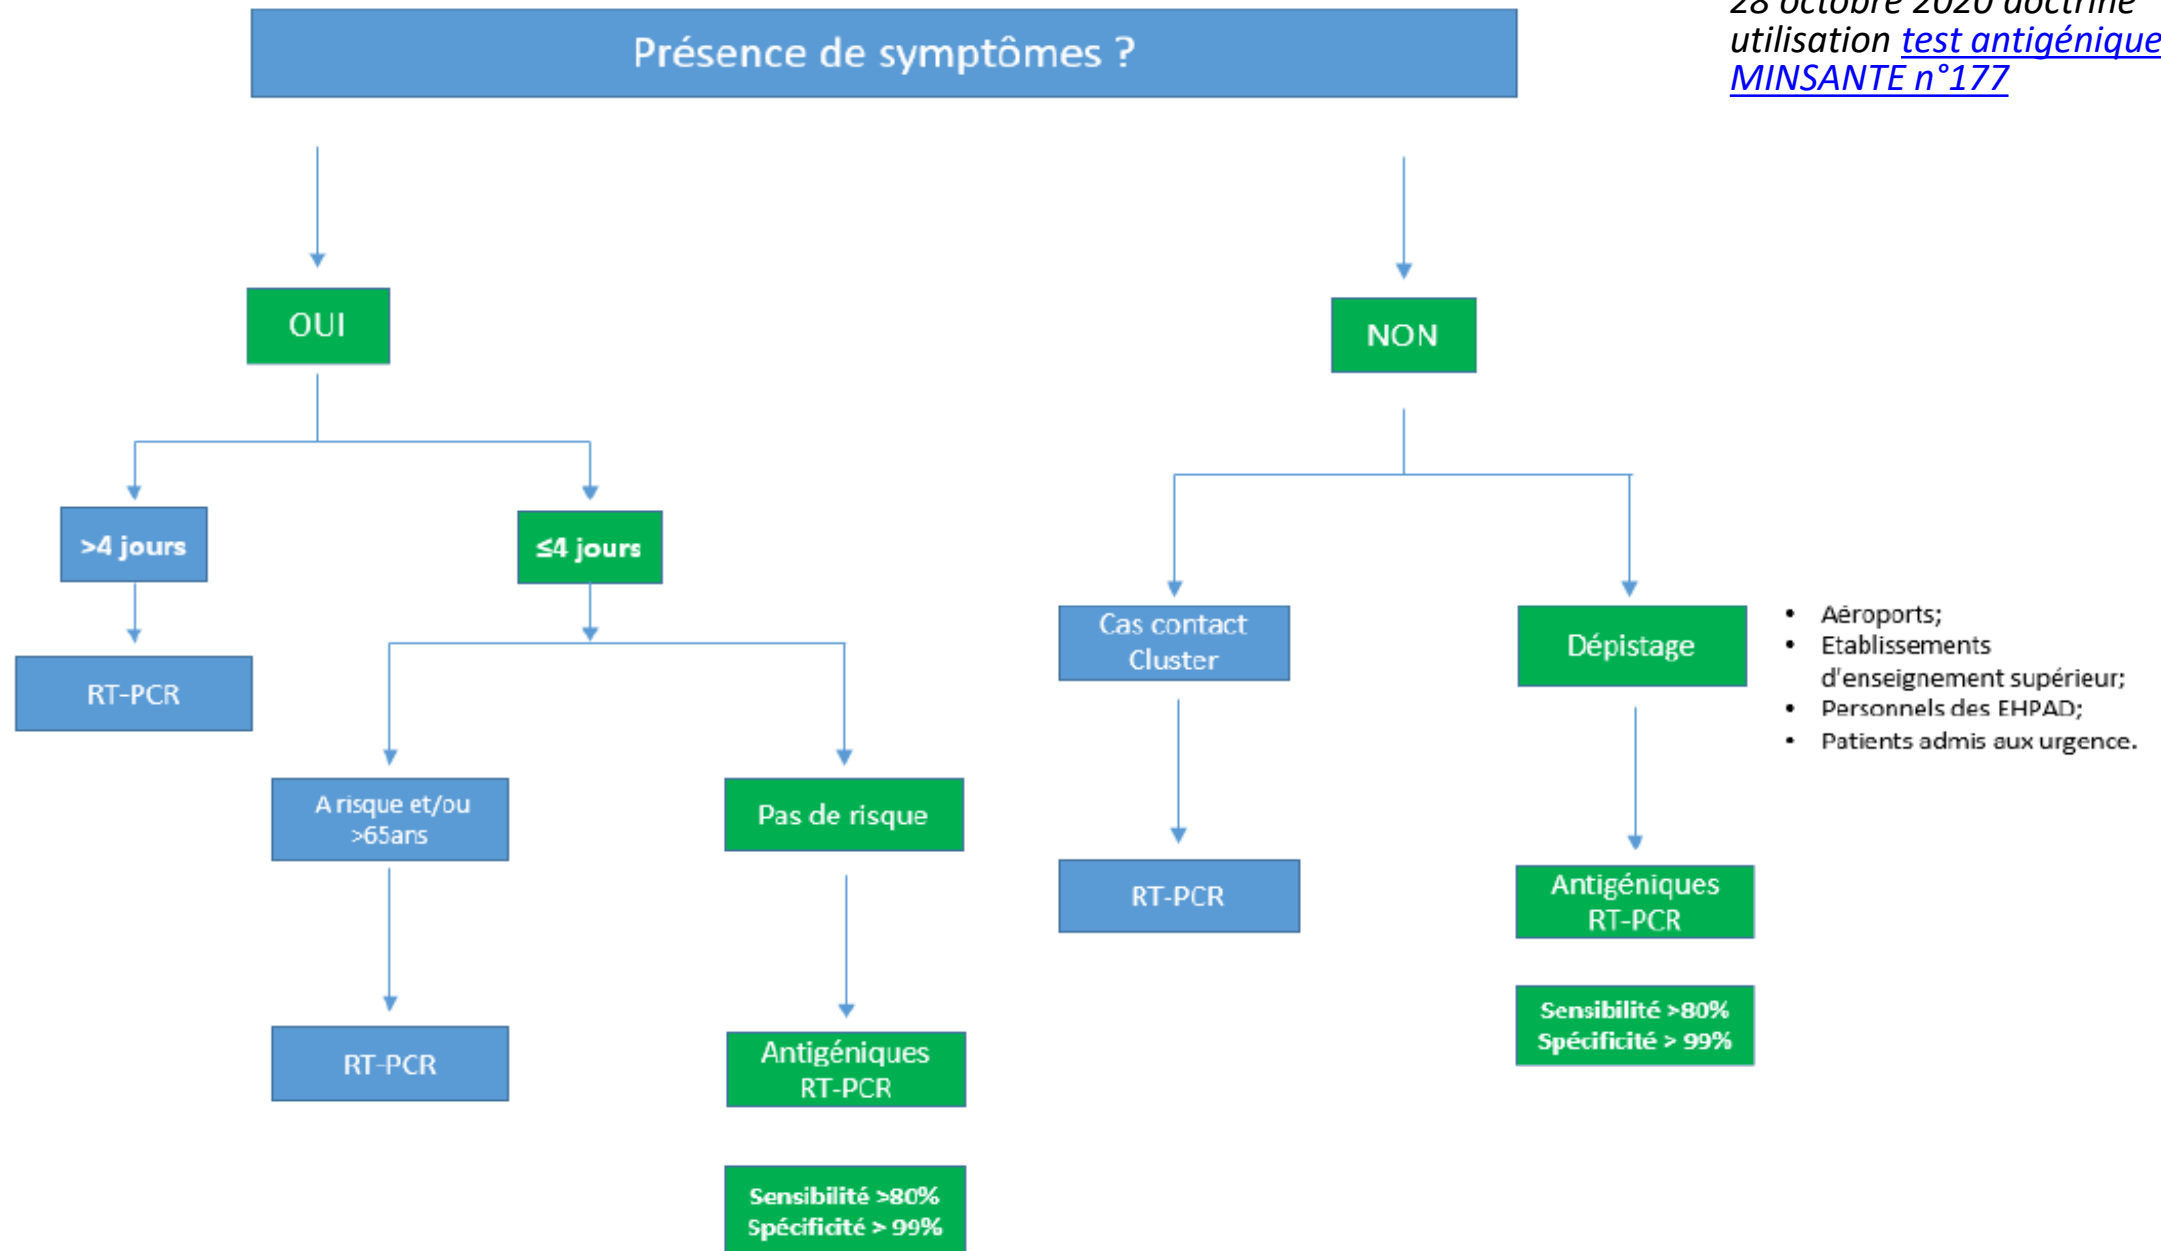 28 octobre 2020 doctrine
utilisation test antigénique
MINSANTE n°177
Présence de symptômes ?
OUI
NON
>4 jours
≤4 jours
RT-PCR
A risque et/ou
>65ans
Pas de risque
RT-PCR
Antigéniques
RT-PCR
Sensibilité >80%
Spécificité > 99%
Cas contact
Cluster
Dépistage
• Aéroports;
• Etablissements
d'enseignement supérieur;
• Personnels des EHPAD;
• Patients admis aux urgence.
RT-PCR
Antigéniques
RT-PCR
Sensibilité >80%
Spécificité > 99%